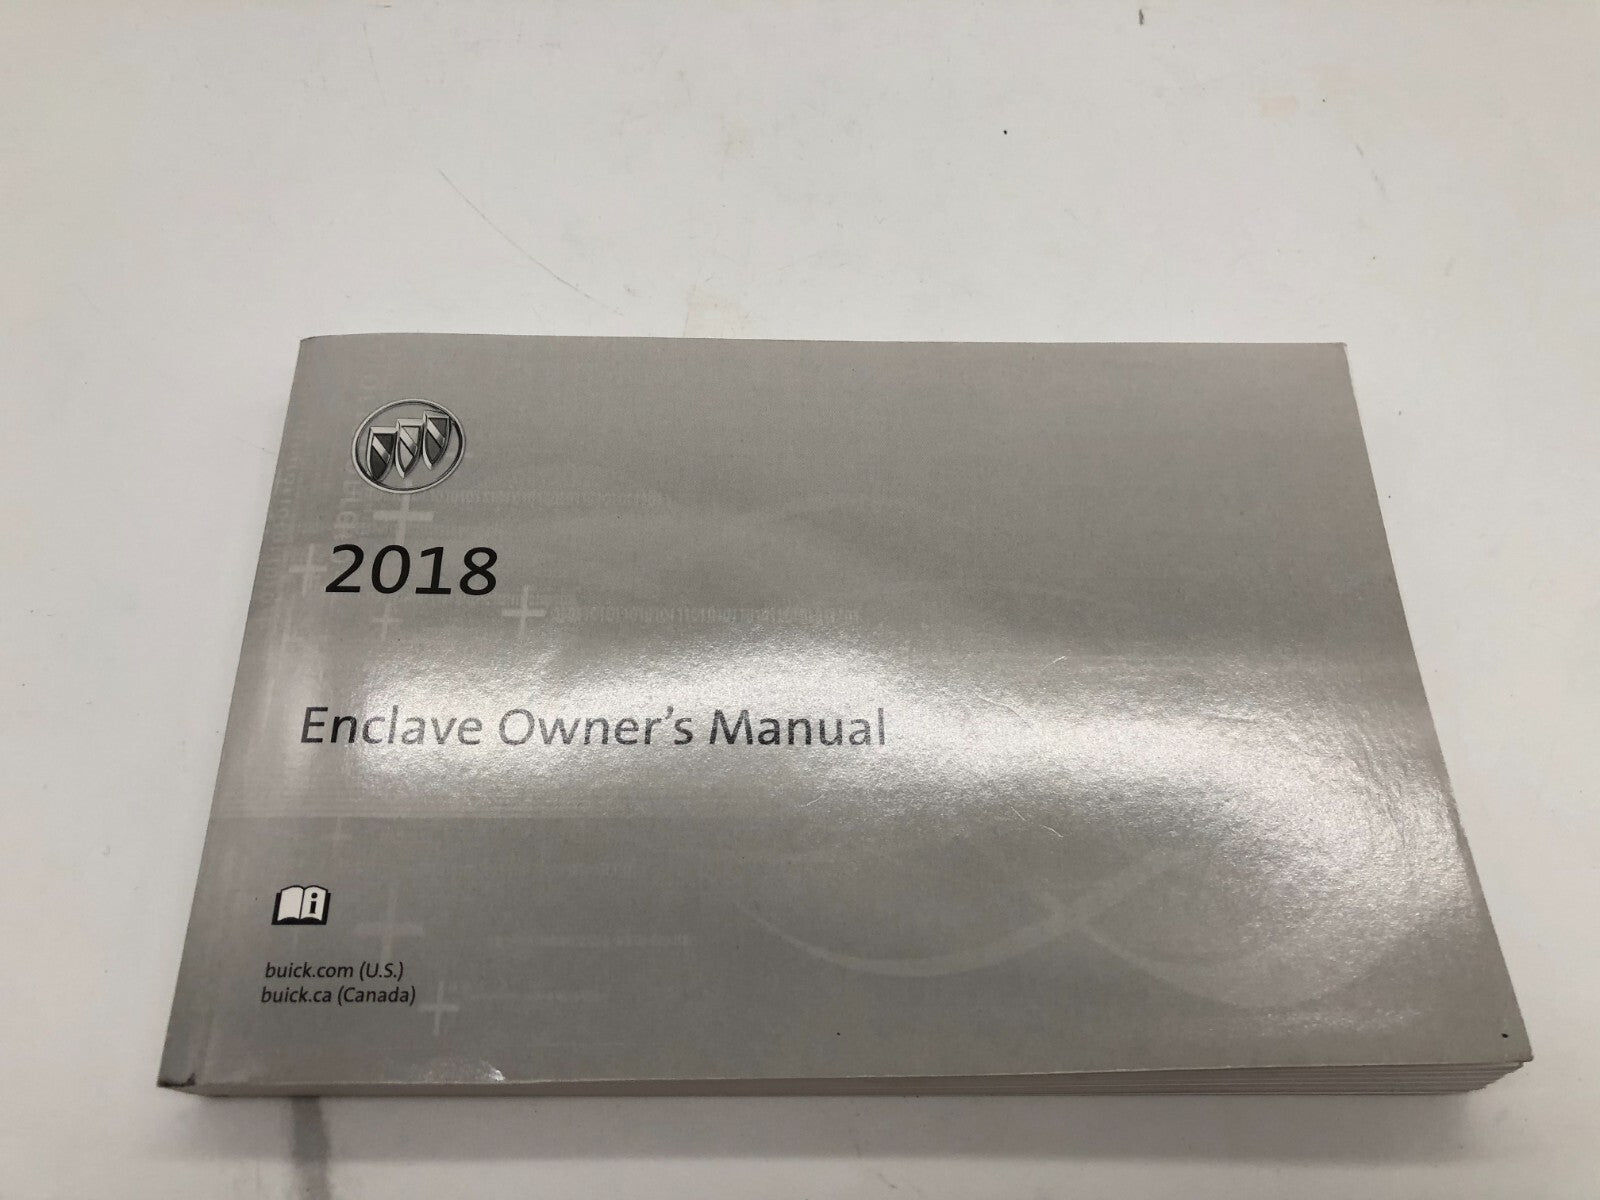 2018
Enclave Owner's Manual
i
buick.com (U.S.)
buick.ca (Canada)